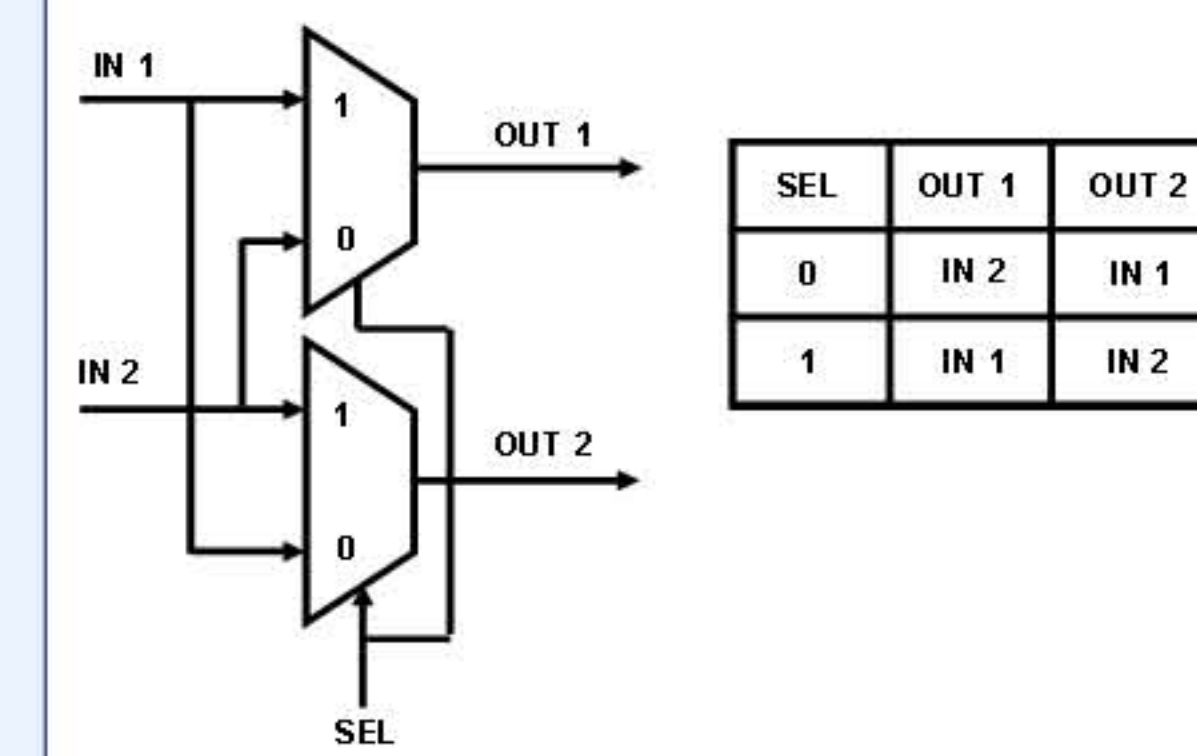 IN 1
1
OUT 1
0
IN 2
1
OUT 2
0
SEL
SEL OUT 1 OUT 2
0 IN 2 IN 1
1 IN 1 IN 2